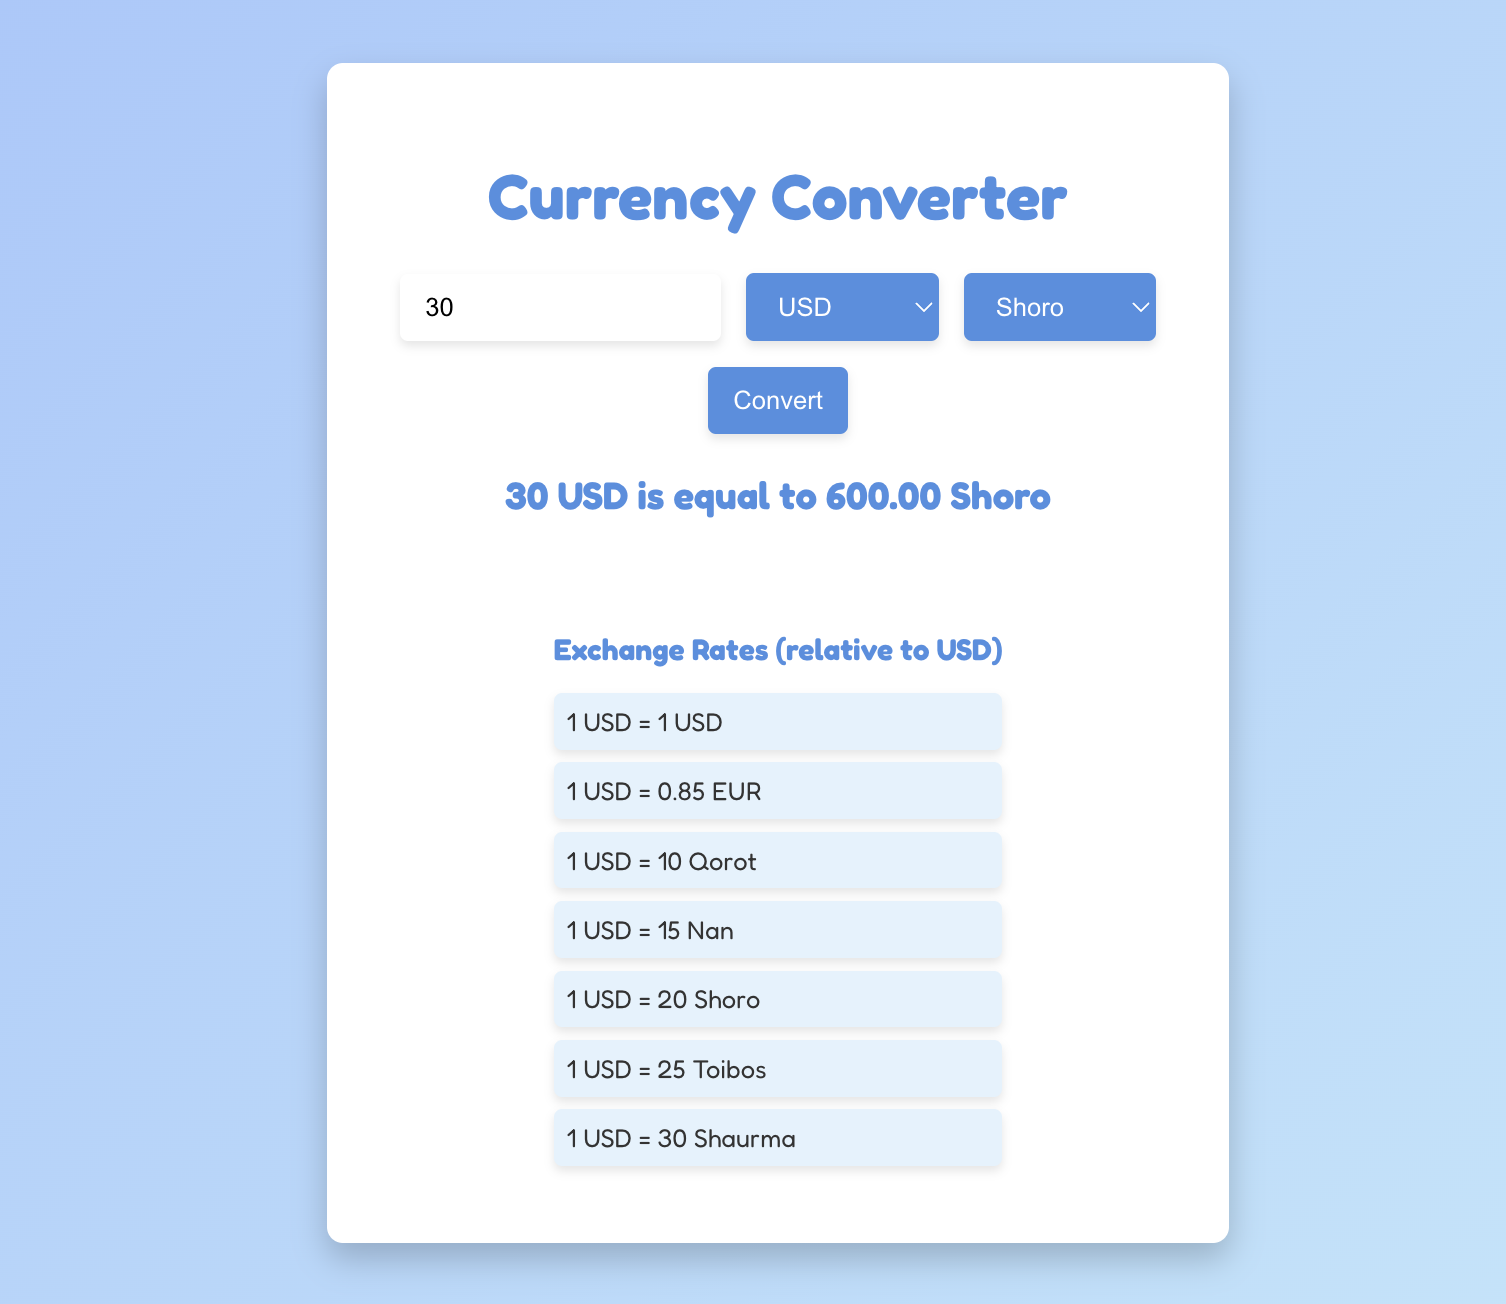 Currency Converter
30 USD Shoro
Convert
30 USD is equal to 600.00 Shoro
Exchange Rates (relative to USD)
1 USD = 1 USD
1 USD = 0.85 EUR
1 USD = 10 Qorot
1 USD = 15 Nan
1 USD = 20 Shoro
1 USD = 25 Toibos
1 USD = 30 Shaurma